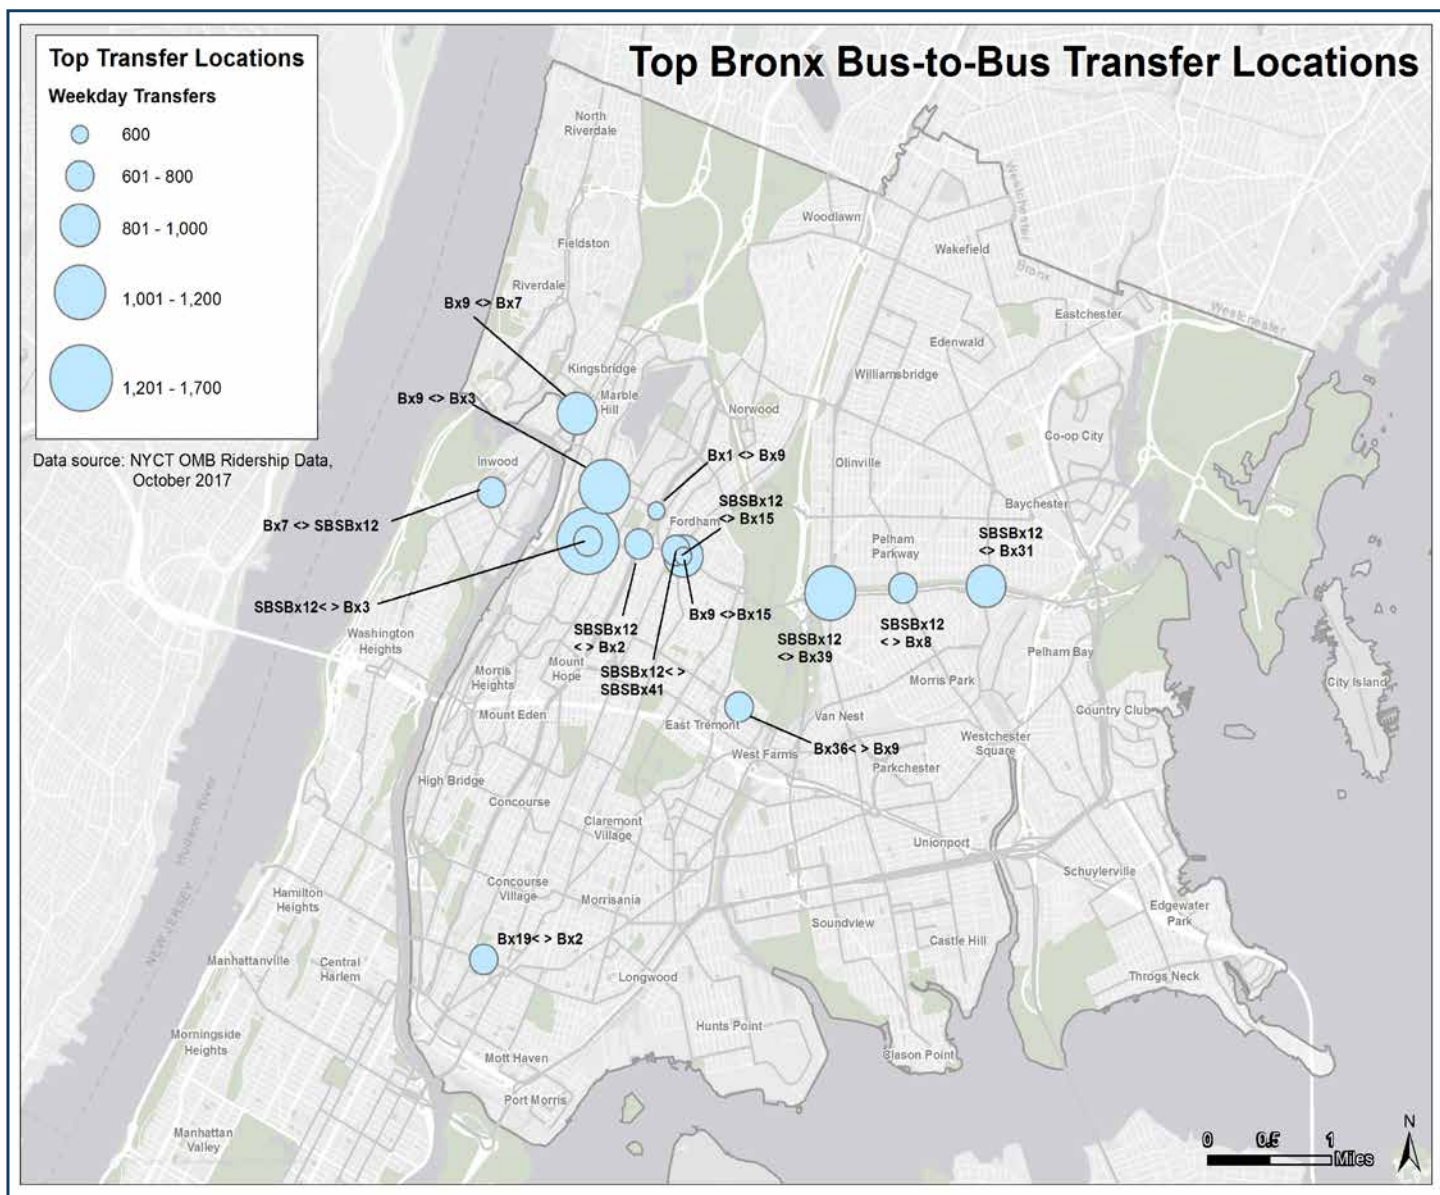 Top Bronx Bus-to-Bus Transfer Locations
Top Transfer Locations
Weekday Transfers
600
601 - 800
801 - 1,000
1,001 - 1,200
1,201 - 1,700
Data source: NYCT OMB Ridership Data,
October 2017
North
Riverdale
Woodlawn
Wakefield
Westchester
Bronx
Fieldston
Riverdale
Bx9 <> Bx7
Eastchester
Westchester
Edenwald
Kingsbridge
Williamsbridge
Bx9 <> Bx3
Marble
Hill
Norwood
Co-op City
Bx1 <> Bx9
Inwood
Olinville
SBSBx12
<> Bx15
Baychester
Bx7 <> SBSBx12
Fordham
Pelham
Parkway
SBSBx12
<> Bx31
SBSBx12< > Bx3
Bx9 <>Bx15
SBSBx12
< > Bx2
SBSBx12
<> Bx39
SBSBx12
< > Bx8
Washington
Heights
Pelham Bay
Morris
Heights
Mount
Hope
SBSBx12< >
SBSBx41
Morris Park
City Island
Mount Eden
East Tremont
Van Nest
Country Club
Bx36< > Bx9
Westchester
Square
West Farms
Parkchester
High Bridge
Concourse
Claremont
Village
Hudson River
Unionport
Schuylerville
Concourse
Village
Hamilton
Heights
Morrisania
Edgewater
Park
NEW JERSEY
Soundview
Castle Hill
Bx19< > Bx2
Manhattanville
Central
Harlem
Longwood
Throgs Neck
Hunts Point
Morningside
Heights
Mott Haven
Clason Point
Port Morris
Manhattan
Valley
N
0 0.5 1
Miles